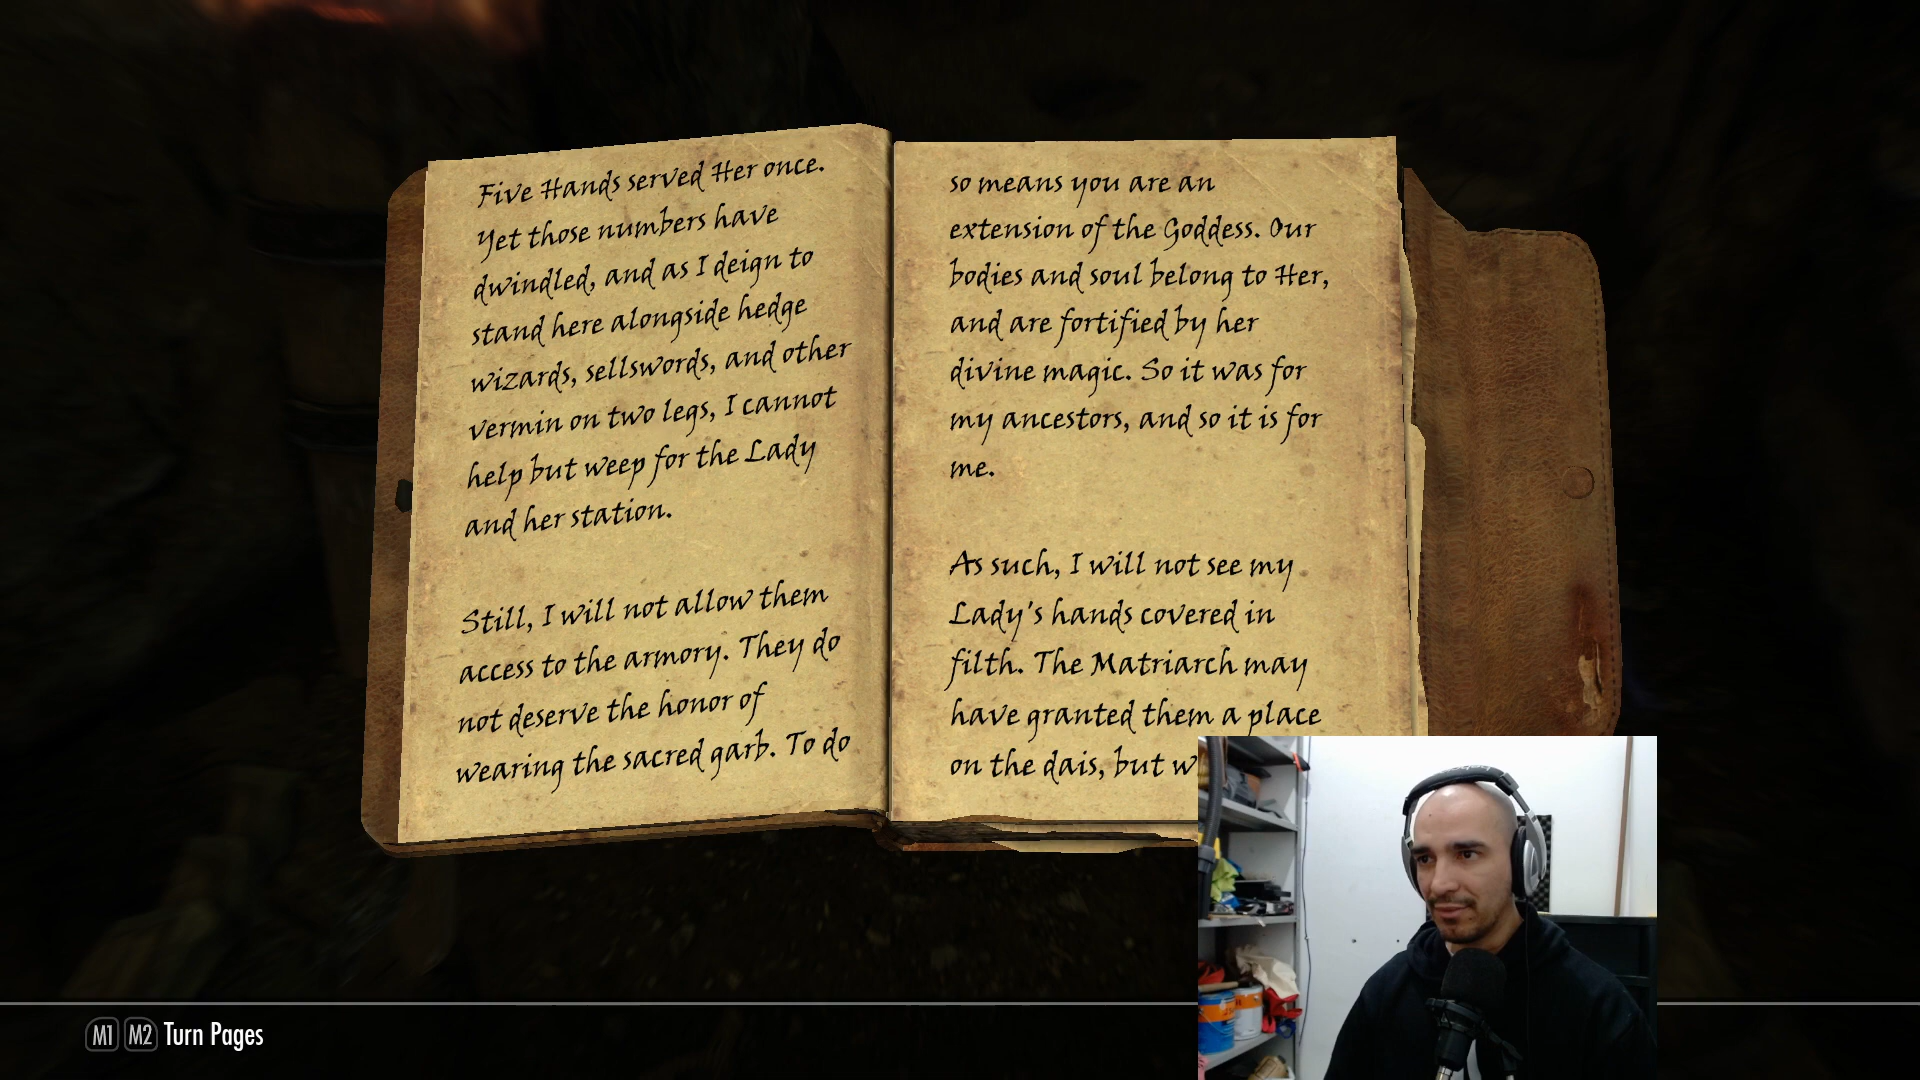 Five Hands served Her once.
Yet those numbers have
dwindled, and as I deign to
stand here alongside hedge
wizards, sellswords, and other
vermin on two legs, I cannot
help but weep for the Lady
and her station.
Still, I will not allow them
access to the armory. They do
not deserve the honor of
wearing the sacred garb. To do
so means you are an
extension of the Goddess. Our
bodies and soul belong to Her,
and are fortified by her
divine magic. So it was for
my ancestors, and so it is for
me.
As such, I will not see my
Lady's hands covered in
filth. The Matriarch may
have granted them a place
on the dais, but w
M1 M2 Turn Pages